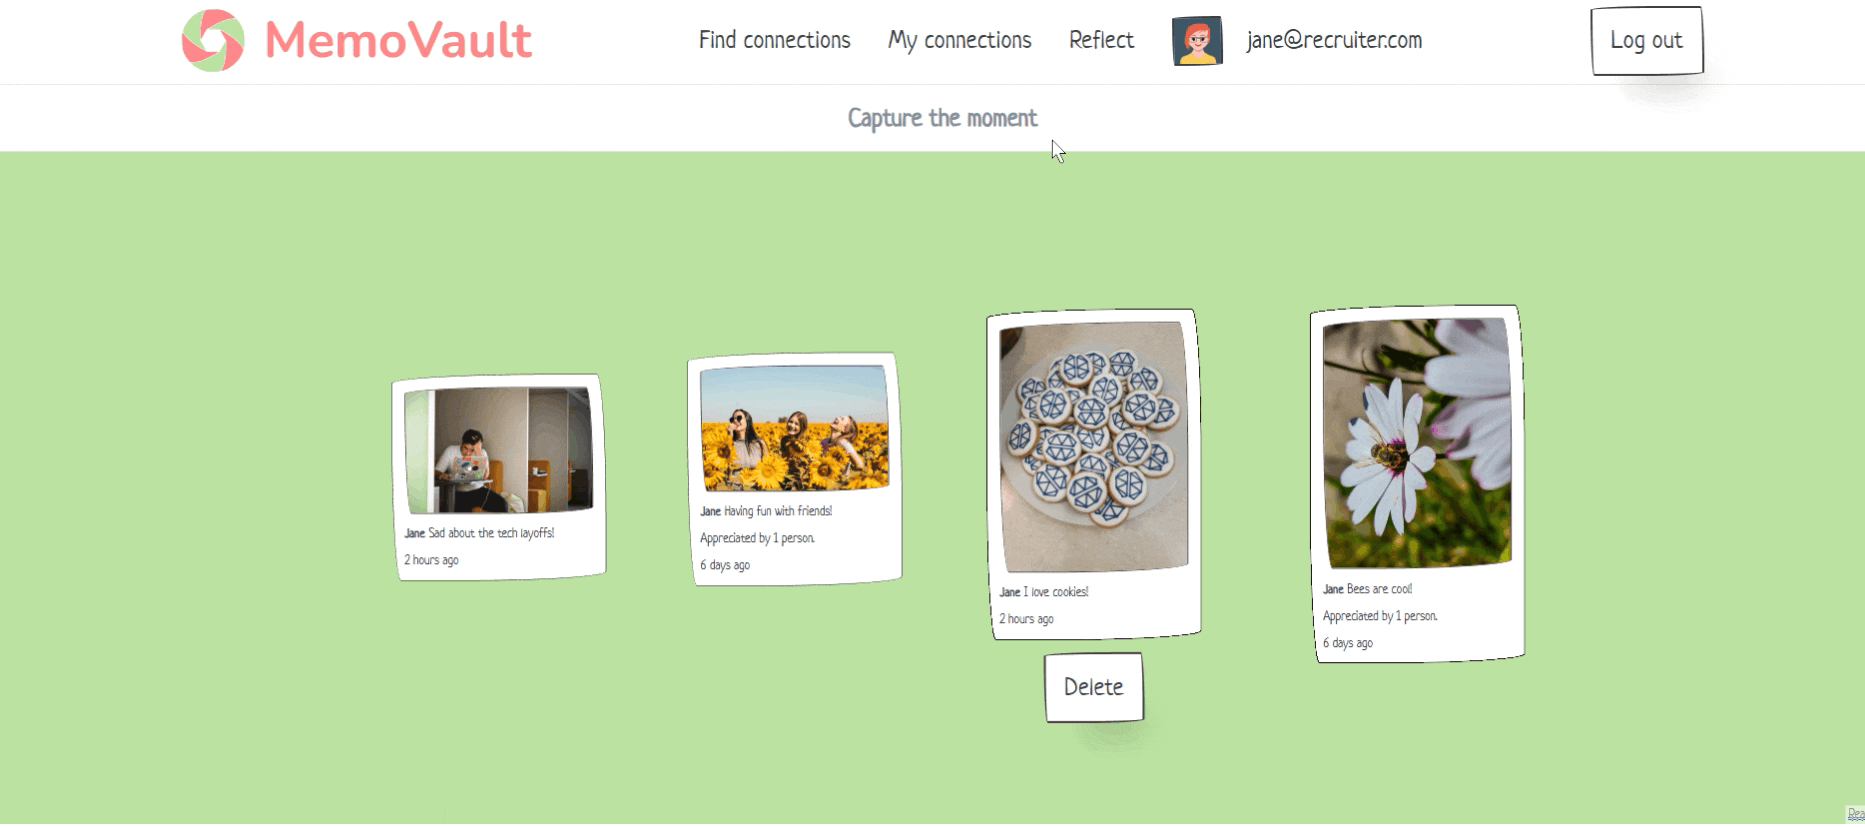 MemoVault
Find connections
My connections
Reflect
jane@recruiter.com
Log out
Capture the moment
Jane Sad about the tech layoffs!
2 hours ago
Jane Having fun with friends!
Appreciated by 1 person.
6 days ago
Jane I love cookies!
2 hours ago
Delete
Jane Bees are cool!
Appreciated by 1 person.
6 days ago